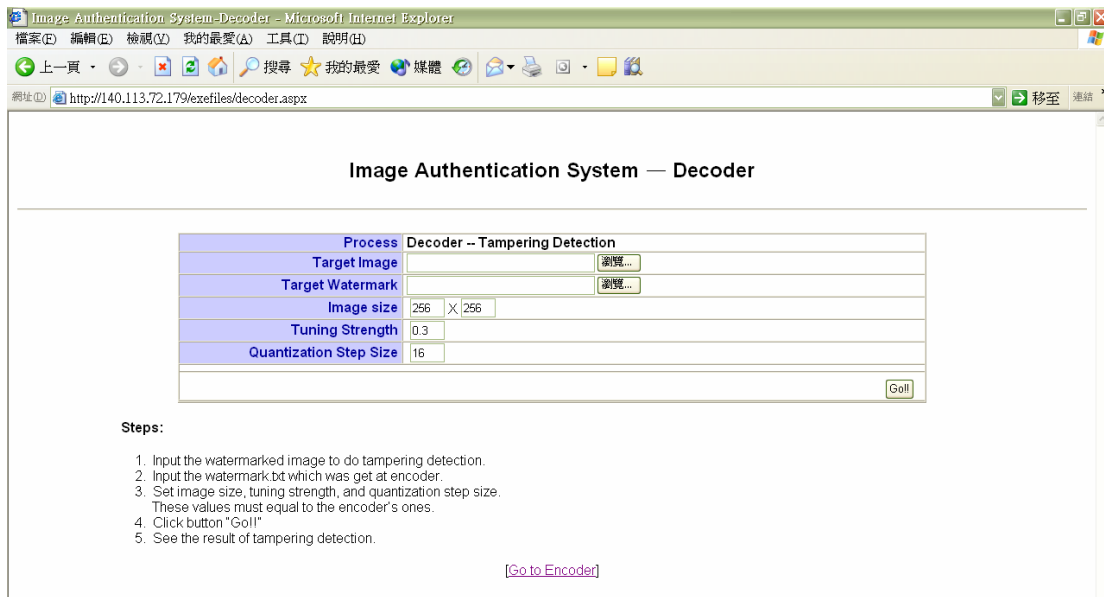 Image Authentication System-Decoder - Microsoft Internet Explorer
檔案(F) 編輯(E) 檢視(V) 我的最愛(A) 工具(T) 說明(H)
上一頁 搜尋 我的最愛 媒體
網址(D) http://140.113.72.179/exefiles/decoder.aspx 移至 連結 »
Image Authentication System — Decoder
Process Decoder -- Tampering Detection
Target Image 瀏覽...
Target Watermark 瀏覽...
Image size 256 X 256
Tuning Strength 0.3
Quantization Step Size 16
Go!!
Steps:
1. Input the watermarked image to do tampering detection.
2. Input the watermark.txt which was get at encoder.
3. Set image size, tuning strength, and quantization step size.
These values must equal to the encoder's ones.
4. Click button "Go!!"
5. See the result of tampering detection.
[Go to Encoder]